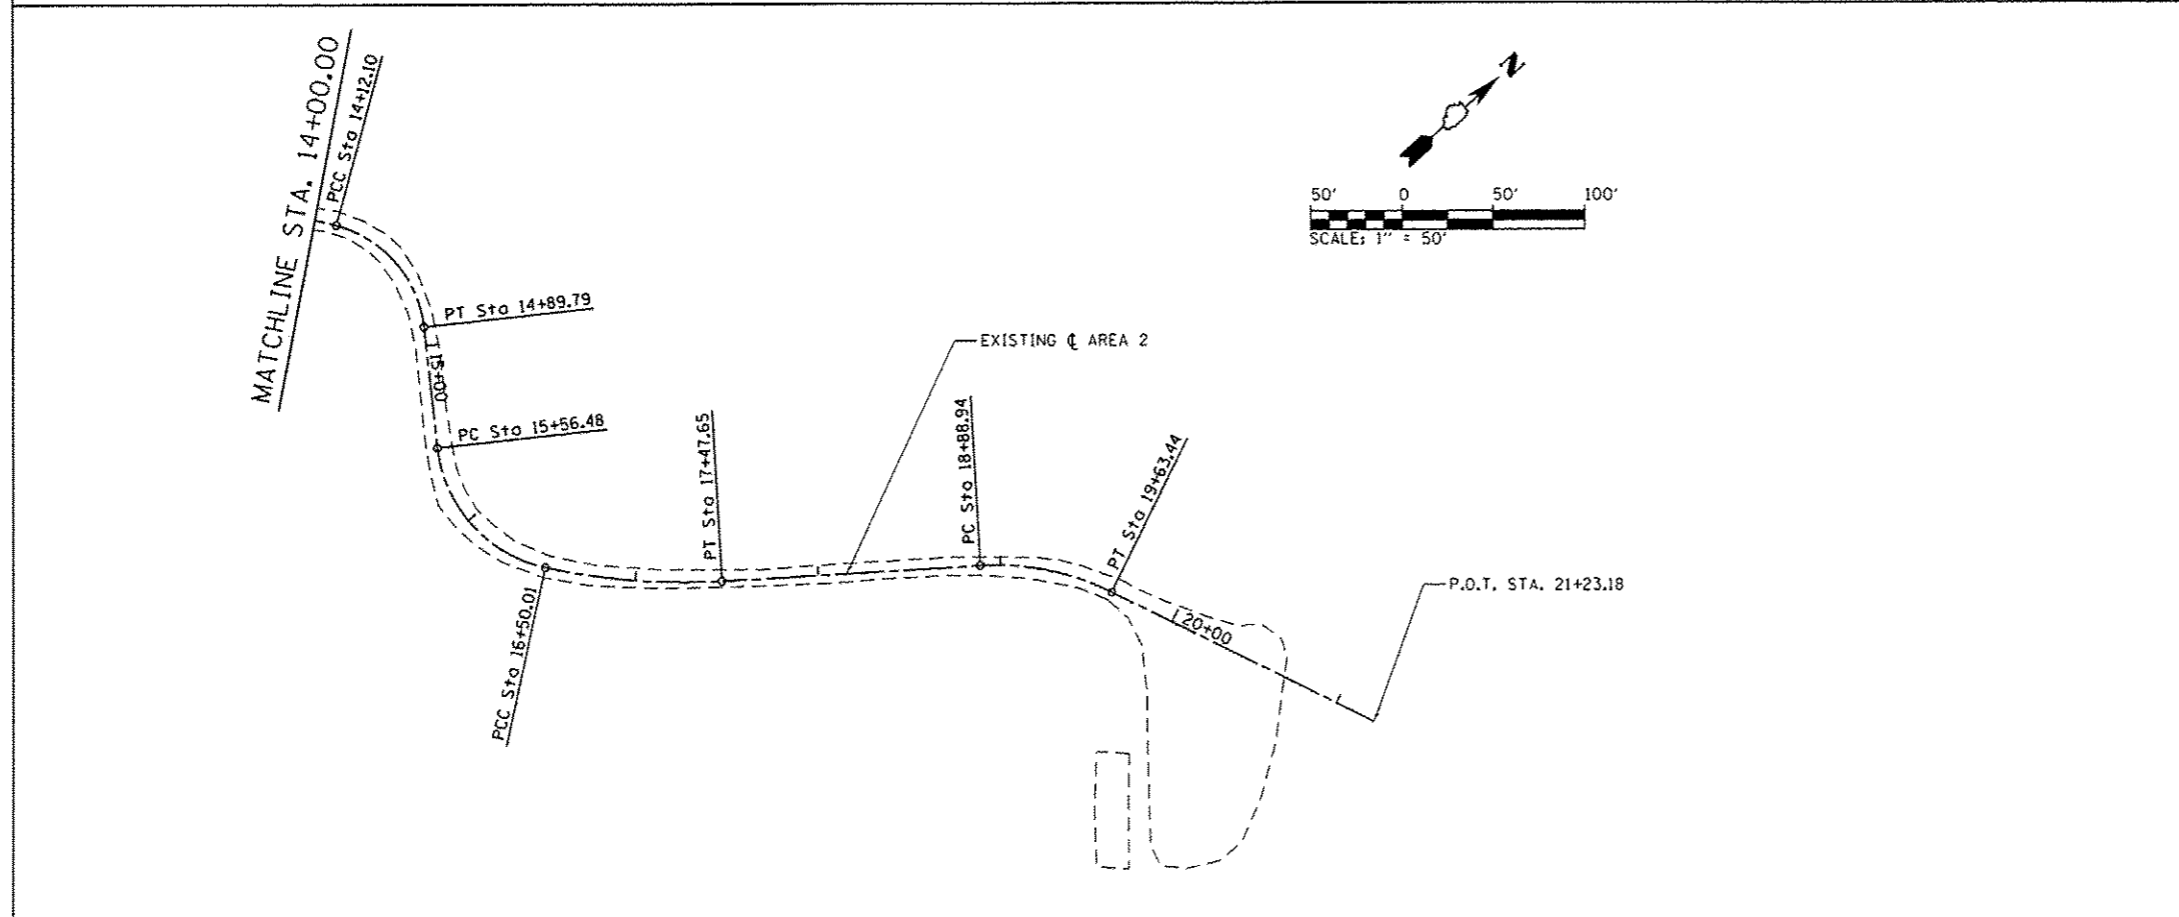 MATCHLINE STA. 14+00.00
PCC Sta 14+12.10
N
50' 0 50' 100'
SCALE: 1" = 50'
PT Sta 14+89.79
15+00
EXISTING ℄ AREA 2
PC Sta 15+56.48
PT Sta 17+47.65
PC Sta 18+88.94
PT Sta 19+63.44
PCC Sta 16+50.01
20+00
P.O.T. STA. 21+23.18